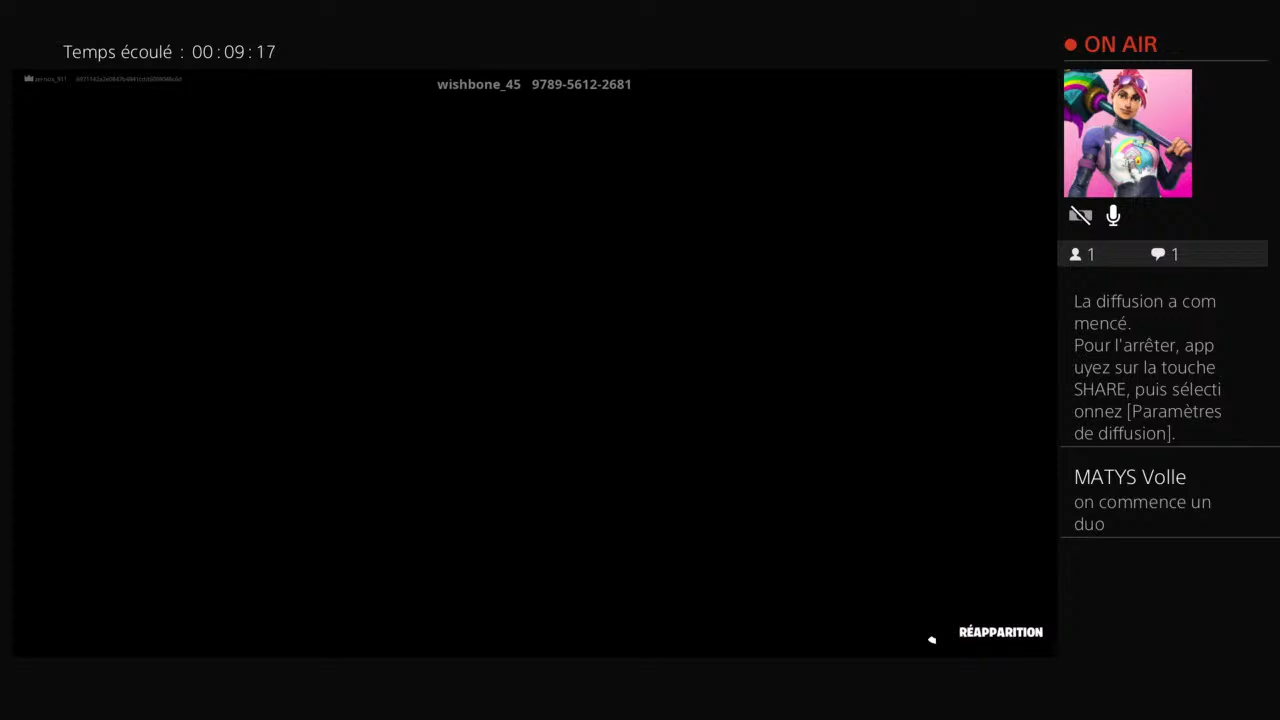 Temps écoulé : 00:09:17
ON AIR
wishbone_45 9789-5612-2681
1 1
La diffusion a com
mencé.
Pour l'arrêter, app
uyez sur la touche
SHARE, puis sélecti
onnez [Paramètres
de diffusion].
MATYS Volle
on commence un
duo
RÉAPPARITION